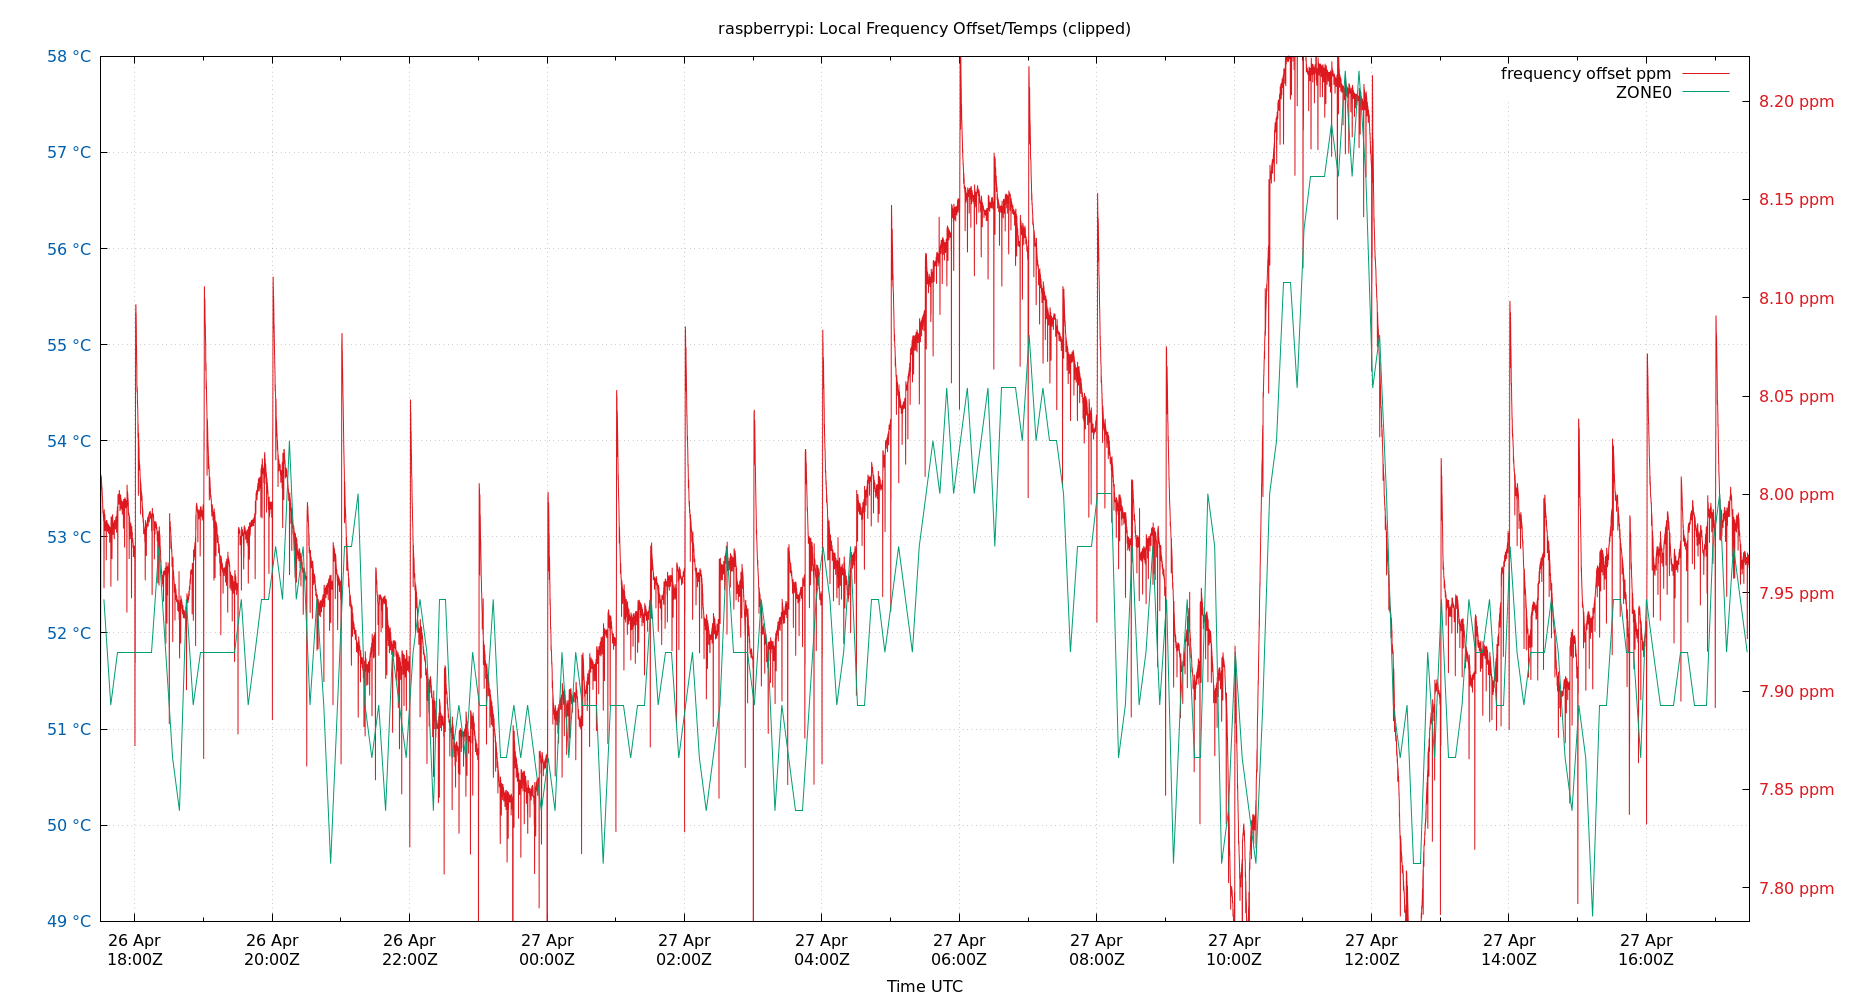 raspberrypi: Local Frequency Offset/Temps (clipped)
frequency offset ppm
ZONE0
58 °C
57 °C
56 °C
55 °C
54 °C
53 °C
52 °C
51 °C
50 °C
49 °C
8.20 ppm
8.15 ppm
8.10 ppm
8.05 ppm
8.00 ppm
7.95 ppm
7.90 ppm
7.85 ppm
7.80 ppm
26 Apr 26 Apr 26 Apr 27 Apr 27 Apr 27 Apr 27 Apr 27 Apr 27 Apr 27 Apr 27 Apr 27 Apr
18:00Z 20:00Z 22:00Z 00:00Z 02:00Z 04:00Z 06:00Z 08:00Z 10:00Z 12:00Z 14:00Z 16:00Z
Time UTC